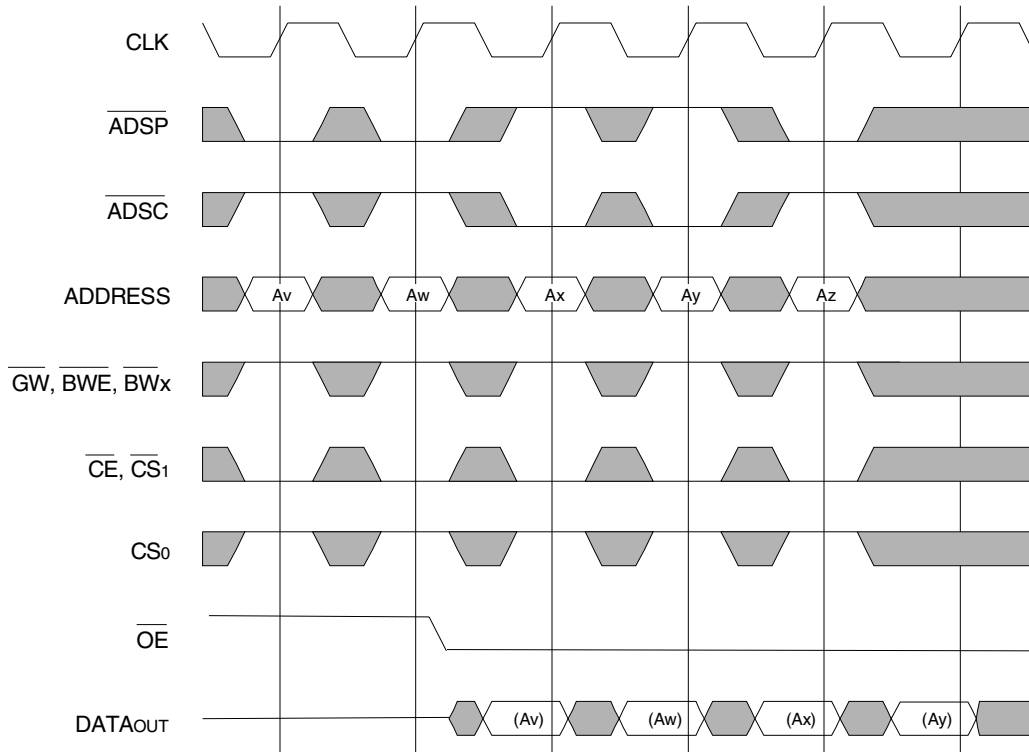 CLK
ADSP
ADSC
ADDRESS
Av
Aw
Ax
Ay
Az
GW, BWE, BWx
CE, CS1
CS0
OE
DATAOUT
(Av)
(Aw)
(Ax)
(Ay)